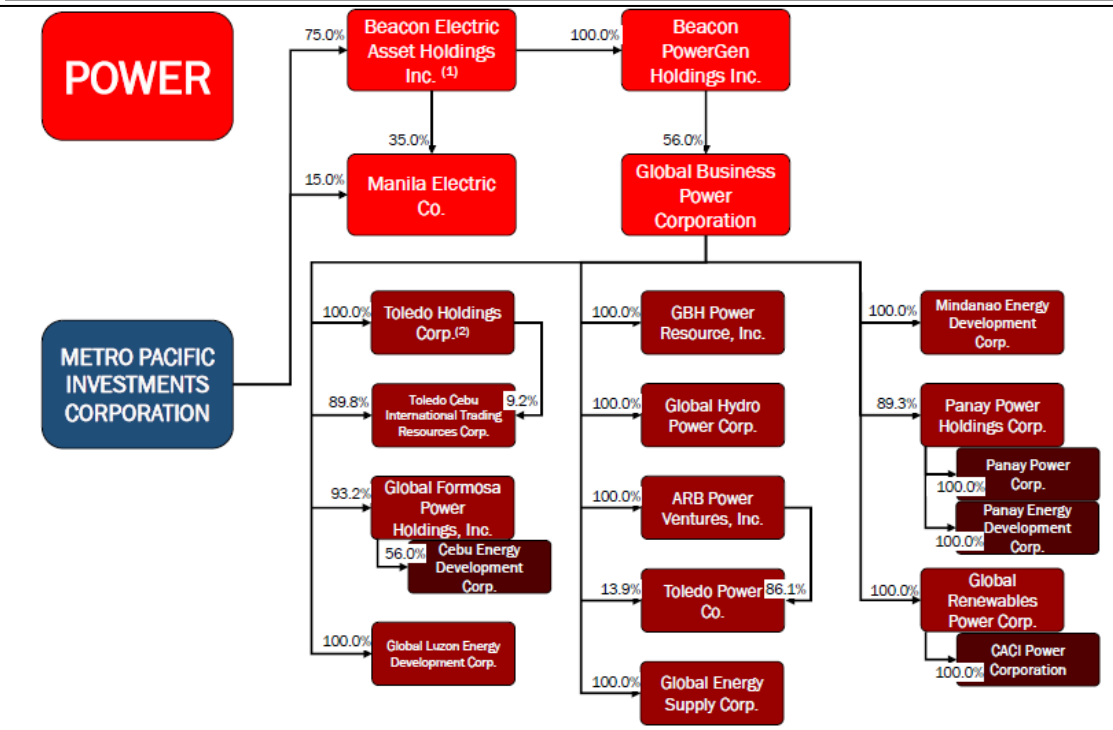 POWER
75.0%
Beacon Electric
Asset Holdings
Inc. (1)
100.0%
Beacon
PowerGen
Holdings Inc.
35.0%
56.0%
15.0%
Manila Electric
Co.
Global Business
Power
Corporation
METRO PACIFIC
INVESTMENTS
CORPORATION
100.0%
Toledo Holdings
Corp.(2)
89.8%
Toledo Cebu
International Trading
Resources Corp.
9.2%
93.2%
Global Formosa
Power
Holdings, Inc.
56.0%
Cebu Energy
Development
Corp.
100.0%
Global Luzon Energy
Development Corp.
100.0%
GBH Power
Resource, Inc.
100.0%
Global Hydro
Power Corp.
100.0%
ARB Power
Ventures, Inc.
13.9%
Toledo Power
Co.
86.1%
100.0%
Global Energy
Supply Corp.
100.0%
Mindanao Energy
Development
Corp.
89.3%
Panay Power
Holdings Corp.
Panay Power
Corp.
100.0%
Panay Energy
Development
Corp.
100.0%
100.0%
Global
Renewables
Power Corp.
CACI Power
Corporation
100.0%